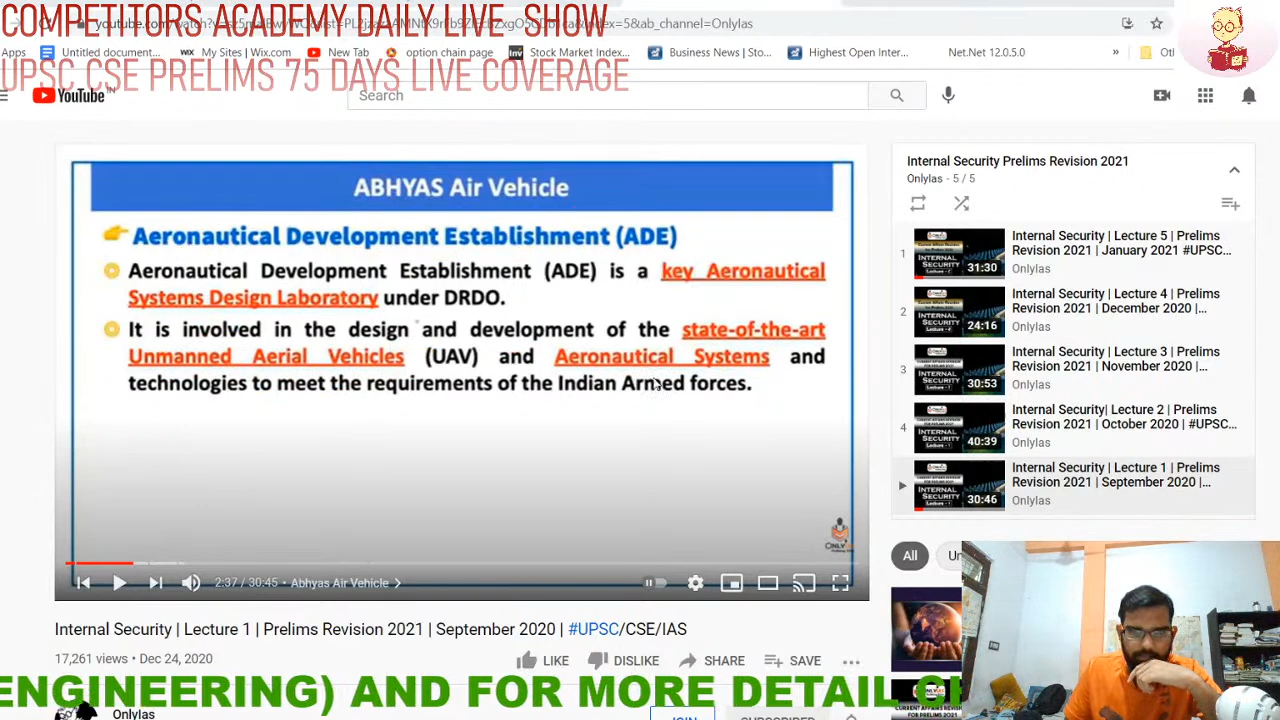 COMPETITORS ACADEMY DAILY LIVE SHOW
UPSC CSE PRELIMS 75 DAYS LIVE COVERAGE
Apps
Untitled document...
My Sites | Wix.com
New Tab
option chain page
Stock Market Index...
Business News | Sto...
Highest Open Inter...
Net.Net 12.0.5.0
»
YouTube
Search
ABHYAS Air Vehicle
Aeronautical Development Establishment (ADE)
Aeronautical Development Establishment (ADE) is a key Aeronautical
Systems Design Laboratory under DRDO.
It is involved in the design and development of the state-of-the-art
Unmanned Aerial Vehicles (UAV) and Aeronautical Systems and
technologies to meet the requirements of the Indian Armed forces.
2:37 / 30:45 • Abhyas Air Vehicle
Internal Security | Lecture 1 | Prelims Revision 2021 | September 2020 | #UPSC/CSE/IAS
17,261 views • Dec 24, 2020
LIKE
DISLIKE
SHARE
SAVE
ENGINEERING) AND FOR MORE DETAIL
OnlyIas
Internal Security Prelims Revision 2021
OnlyIas - 5 / 5
1
31:30
Internal Security | Lecture 5 | Prelims
Revision 2021 | January 2021 #UPSC...
OnlyIas
2
24:16
Internal Security | Lecture 4 | Prelims
Revision 2021 | December 2020 |...
OnlyIas
3
30:53
Internal Security | Lecture 3 | Prelims
Revision 2021 | November 2020 |...
OnlyIas
4
40:39
Internal Security| Lecture 2 | Prelims
Revision 2021 | October 2020 | #UPSC...
OnlyIas
30:46
Internal Security | Lecture 1 | Prelims
Revision 2021 | September 2020 |...
OnlyIas
All